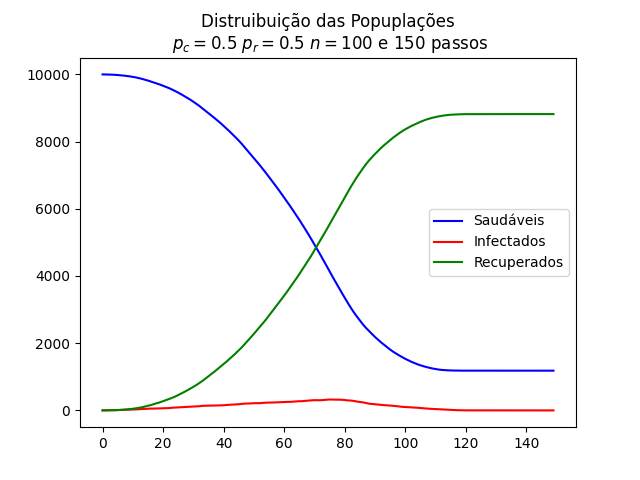 Distruibuição das Popuplações
p_c = 0.5 p_r = 0.5 n = 100 e 150 passos
10000
8000
6000
4000
2000
0
Saudáveis
Infectados
Recuperados
0 20 40 60 80 100 120 140